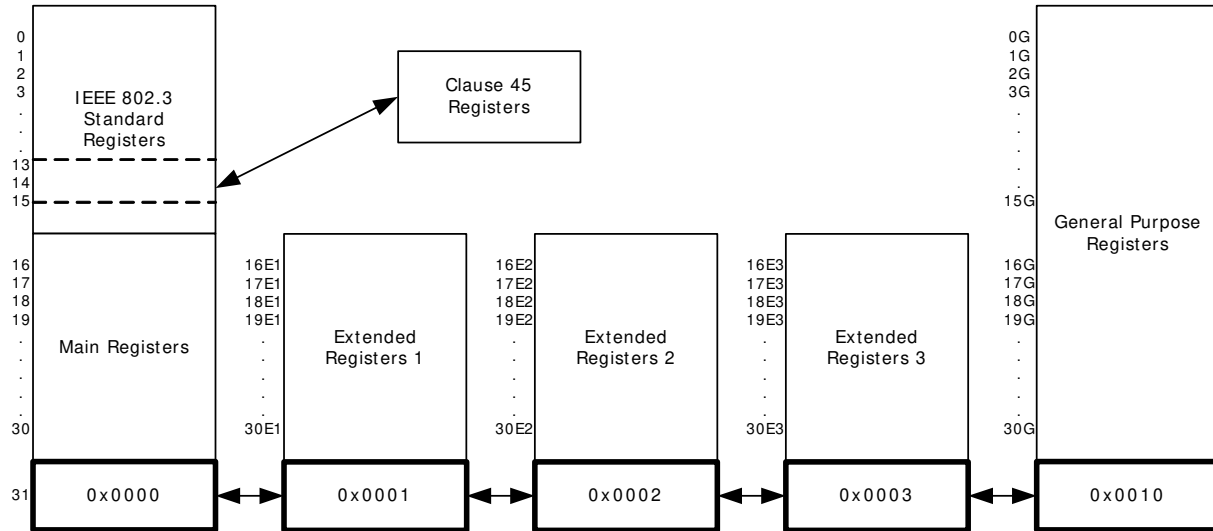 0
1
2
3
.
.
.
13
14
15
IEEE 802.3
Standard
Registers
Clause 45
Registers
16
17
18
19
.
.
.
.
.
30
Main Registers
16E1
17E1
18E1
19E1
.
.
.
.
.
30E1
Extended
Registers 1
16E2
17E2
18E2
19E2
.
.
.
.
.
30E2
Extended
Registers 2
16E3
17E3
18E3
19E3
.
.
.
.
.
30E3
Extended
Registers 3
0G
1G
2G
3G
.
.
.
.
.
15G
16G
17G
18G
19G
.
.
.
.
.
30G
General Purpose
Registers
31
0x0000
0x0001
0x0002
0x0003
0x0010